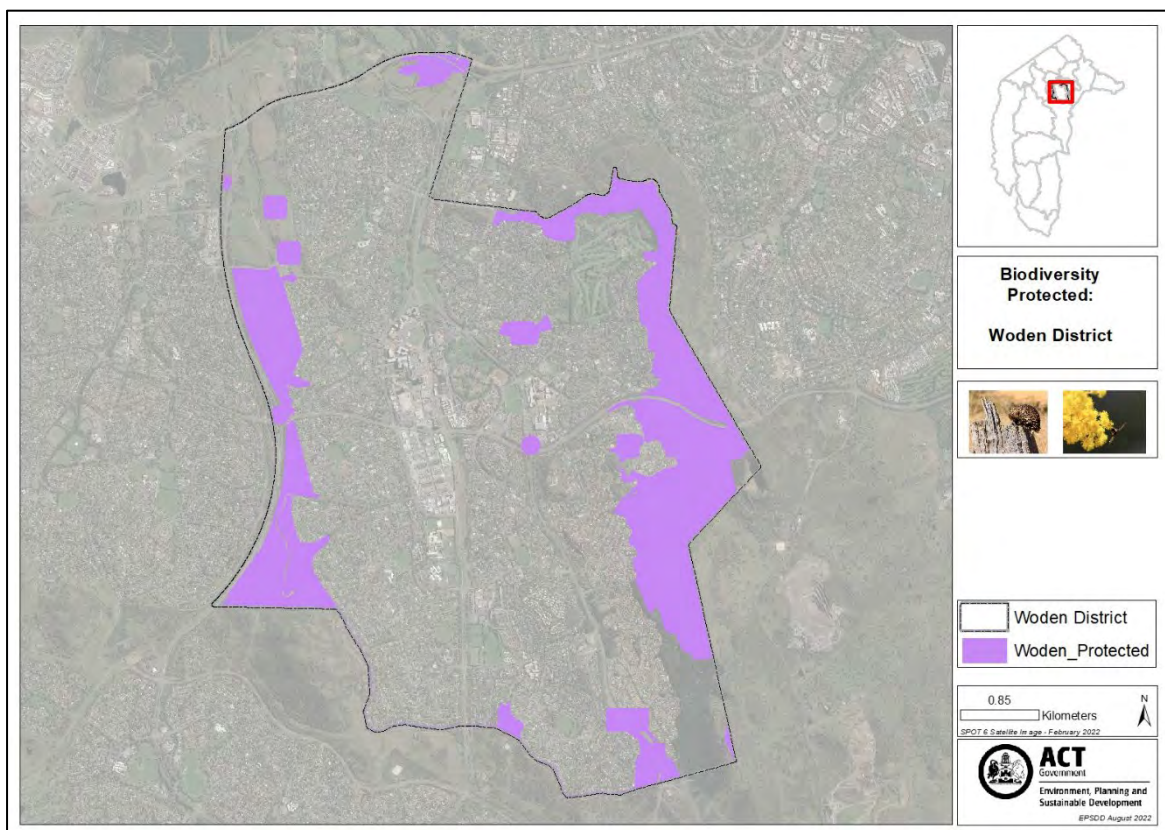 Biodiversity
Protected:
Woden District
Woden District
Woden_Protected
0.85
Kilometers
N
SPOT 6 Satelite Image - February 2022
ACT
Government
Environment, Planning and
Sustainable Development
EPSDD August 2022